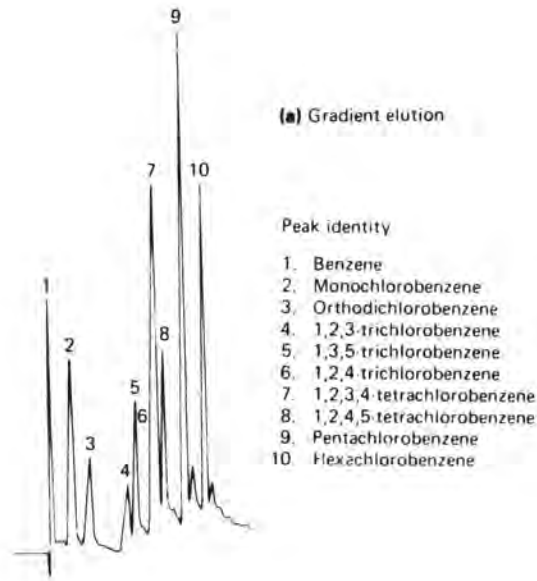 9
(a) Gradient elution
7
10
Peak identity
1
8
2
5
6
3
4
1. Benzene
2. Monochlorobenzene
3. Orthodichlorobenzene
4. 1,2,3-trichlorobenzene
5. 1,3,5-trichlorobenzene
6. 1,2,4-trichlorobenzene
7. 1,2,3,4-tetrachlorobenzene
8. 1,2,4,5-tetrachlorobenzene
9. Pentachlorobenzene
10. Hexachlorobenzene